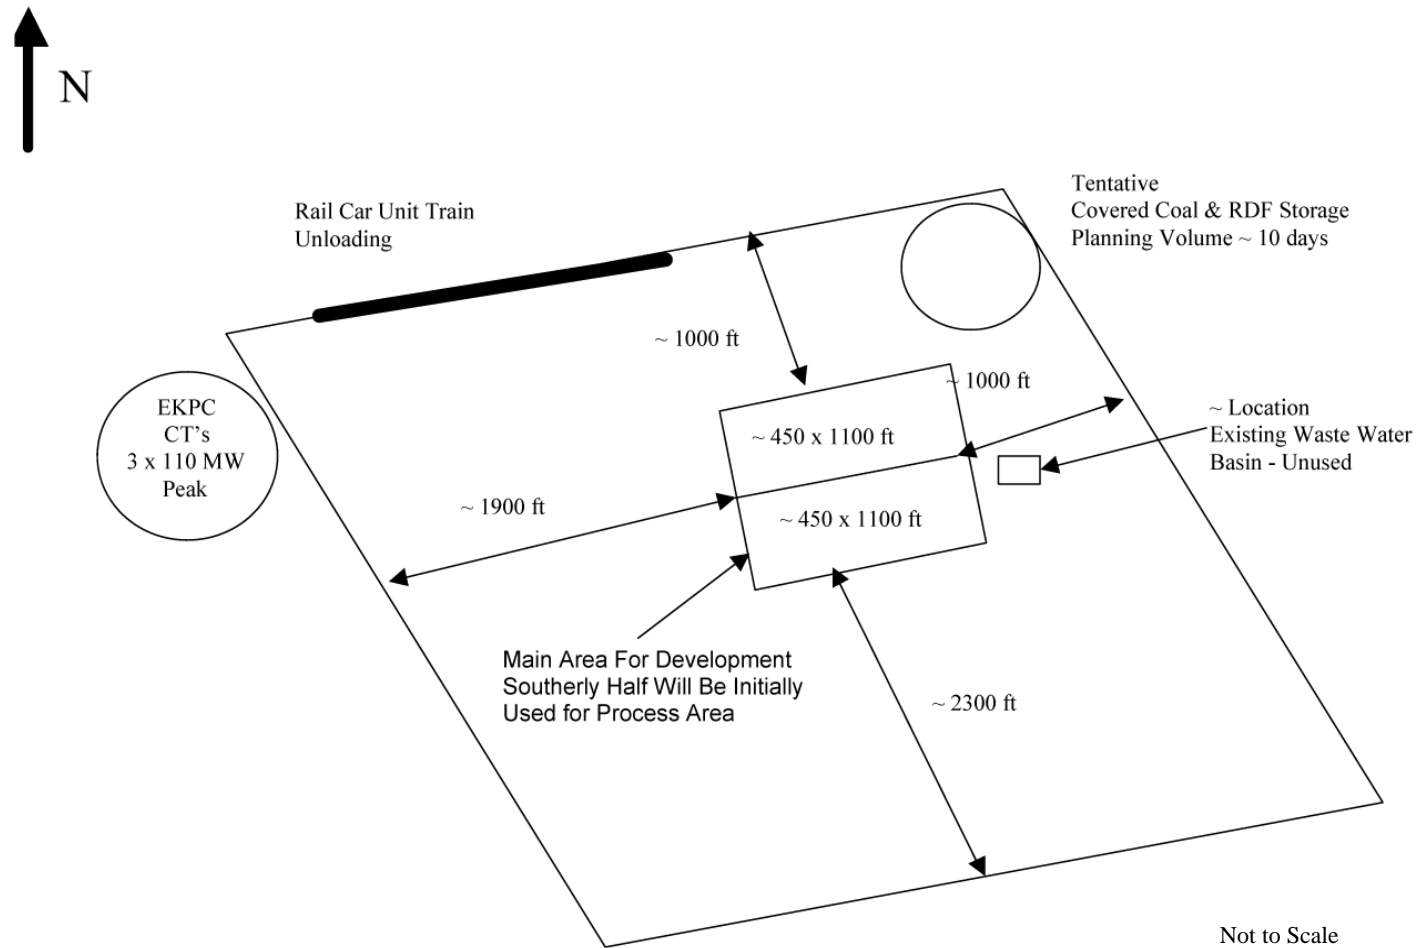 N
Rail Car Unit Train
Unloading
Tentative
Covered Coal & RDF Storage
Planning Volume ~ 10 days
~ 1000 ft
~ 1000 ft
EKPC
CT’s
3 x 110 MW
Peak
~ 450 x 1100 ft
~ Location
Existing Waste Water
Basin - Unused
~ 1900 ft
~ 450 x 1100 ft
Main Area For Development
Southerly Half Will Be Initially
Used for Process Area
~ 2300 ft
Not to Scale